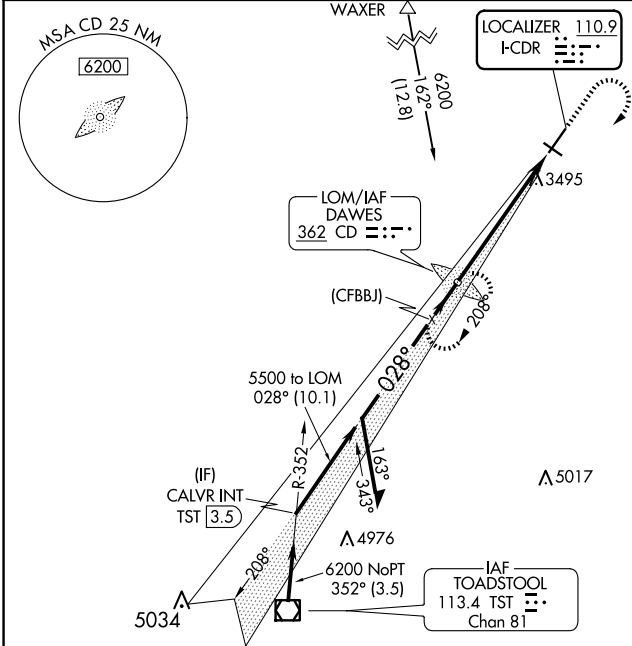 MSA CD 25 NM
6200
WAXER
6200
162°
(12.8)
LOCALIZER 110.9
I-CDR
3495
LOM/IAF
DAWES
362 CD
(CFBBJ)
208°
028°
5500 to LOM
028° (10.1)
R-352
163°
343°
(IF)
CALVR INT
TST 3.5
5017
4976
208°
6200 NoPT
352° (3.5)
5034
IAF
TOADSTOOL
113.4 TST
Chan 81